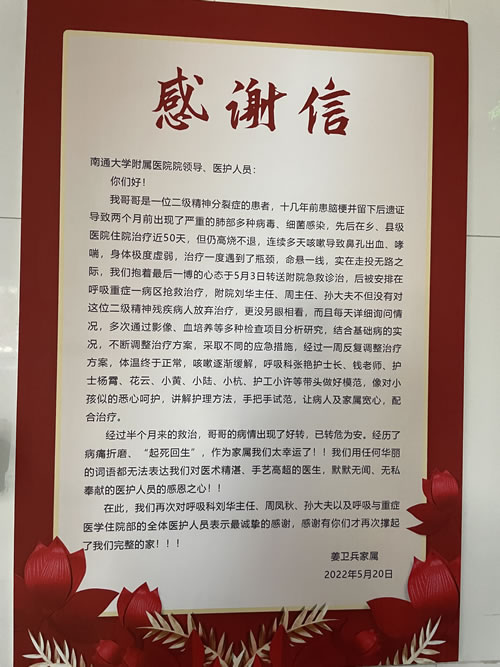 感谢信
南通大学附属医院院领导、医护人员：
你们好！
我哥哥是一位二级精神分裂症的患者，十几年前患脑梗并留下后遗症
导致两个月前出现了严重的肺部多种病毒、细菌感染，先后在乡、县级
医院住院治疗近50天，但仍高烧不退，连续多天咳嗽导致鼻孔出血、哮
喘，身体极度虚弱，治疗一度遇到了瓶颈，命悬一线，实在走投无路之
际，我们抱着最后一博的心态于5月3日转送附院急救诊治，后被安排在
呼吸重症一病区抢救治疗，附院刘华主任、周主任、孙大夫不但没有对
这位二级精神残疾病人放弃治疗，更没另眼相看，而且每天详细询问情
况，多次通过影像、血培养等多种检查项目分析研究，结合基础病的实
况，不断调整治疗方案，采取不同的应急措施，经过一周反复调整治疗
方案，体温终于正常，咳嗽逐渐缓解，呼吸科张艳护士长、钱老师、护
士杨霄、花云、小黄、小陆、小杭、护工小许等带头做好模范，像对小
孩似的悉心呵护，讲解护理方法，手把手试范，让病人及家属宽心，配
合治疗。
经过半个月来的救治，哥哥的病情出现了好转，已转危为安。经历了
病痛折磨、“起死回生”，作为家属我们太幸运了！！我们用任何华丽
的词语都无法表达我们对医术精湛、手艺高超的医生，默默无闻、无私
奉献的医护人员的感恩之心！！
在此，我们再次对呼吸科刘华主任、周凤秋、孙大夫以及呼吸与重症
医学住院部的全体医护人员表示最诚挚的感谢，感谢有你们才再次撑起
了我们完整的家！！！
姜卫兵家属
2022年5月20日